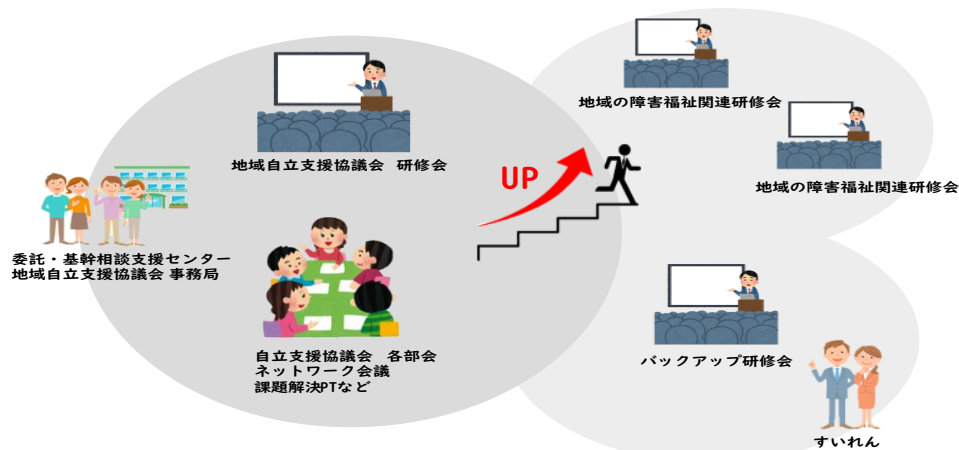 地域自立支援協議会　研修会
委託・基幹相談支援センター
地域自立支援協議会 事務局
自立支援協議会　各部会
ネットワーク会議
課題解決PTなど
UP
地域の障害福祉関連研修会
地域の障害福祉関連研修会
バックアップ研修会
すいれん